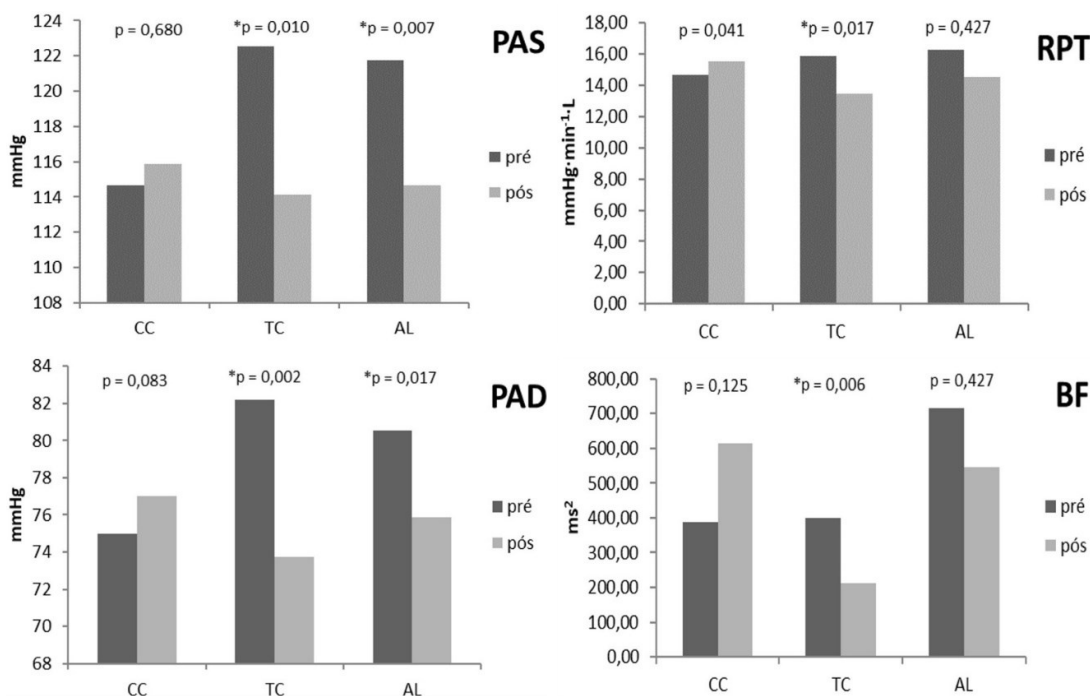 PAS
p = 0,680 *p = 0,010 *p = 0,007
124
122
120
118
116
114
112
110
108
mmHg
CC TC AL
pré
pós
RPT
p = 0,041 *p = 0,017 p = 0,427
18,00
16,00
14,00
12,00
10,00
8,00
6,00
4,00
2,00
0,00
mmHg·min⁻¹·L
CC TC AL
pré
pós
PAD
p = 0,083 *p = 0,002 *p = 0,017
84
82
80
78
76
74
72
70
68
mmHg
CC TC AL
pré
pós
BF
p = 0,125 *p = 0,006 p = 0,427
800,00
700,00
600,00
500,00
400,00
300,00
200,00
100,00
0,00
ms²
CC TC AL
pré
pós